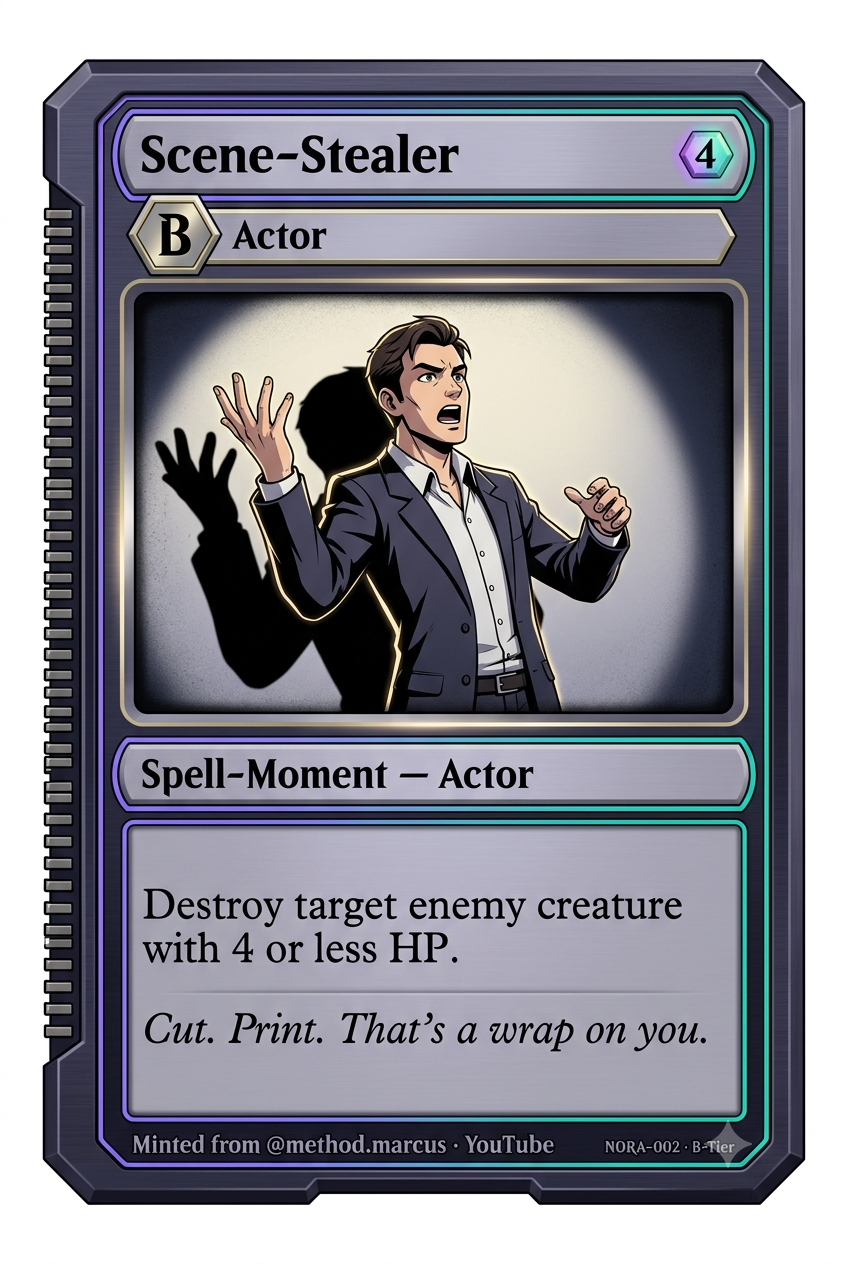 Scene-Stealer
4
B
Actor
Spell-Moment — Actor
Destroy target enemy creature
with 4 or less HP.
Cut. Print. That's a wrap on you.
Minted from @method.marcus · YouTube
NORA-002 · B-Tier